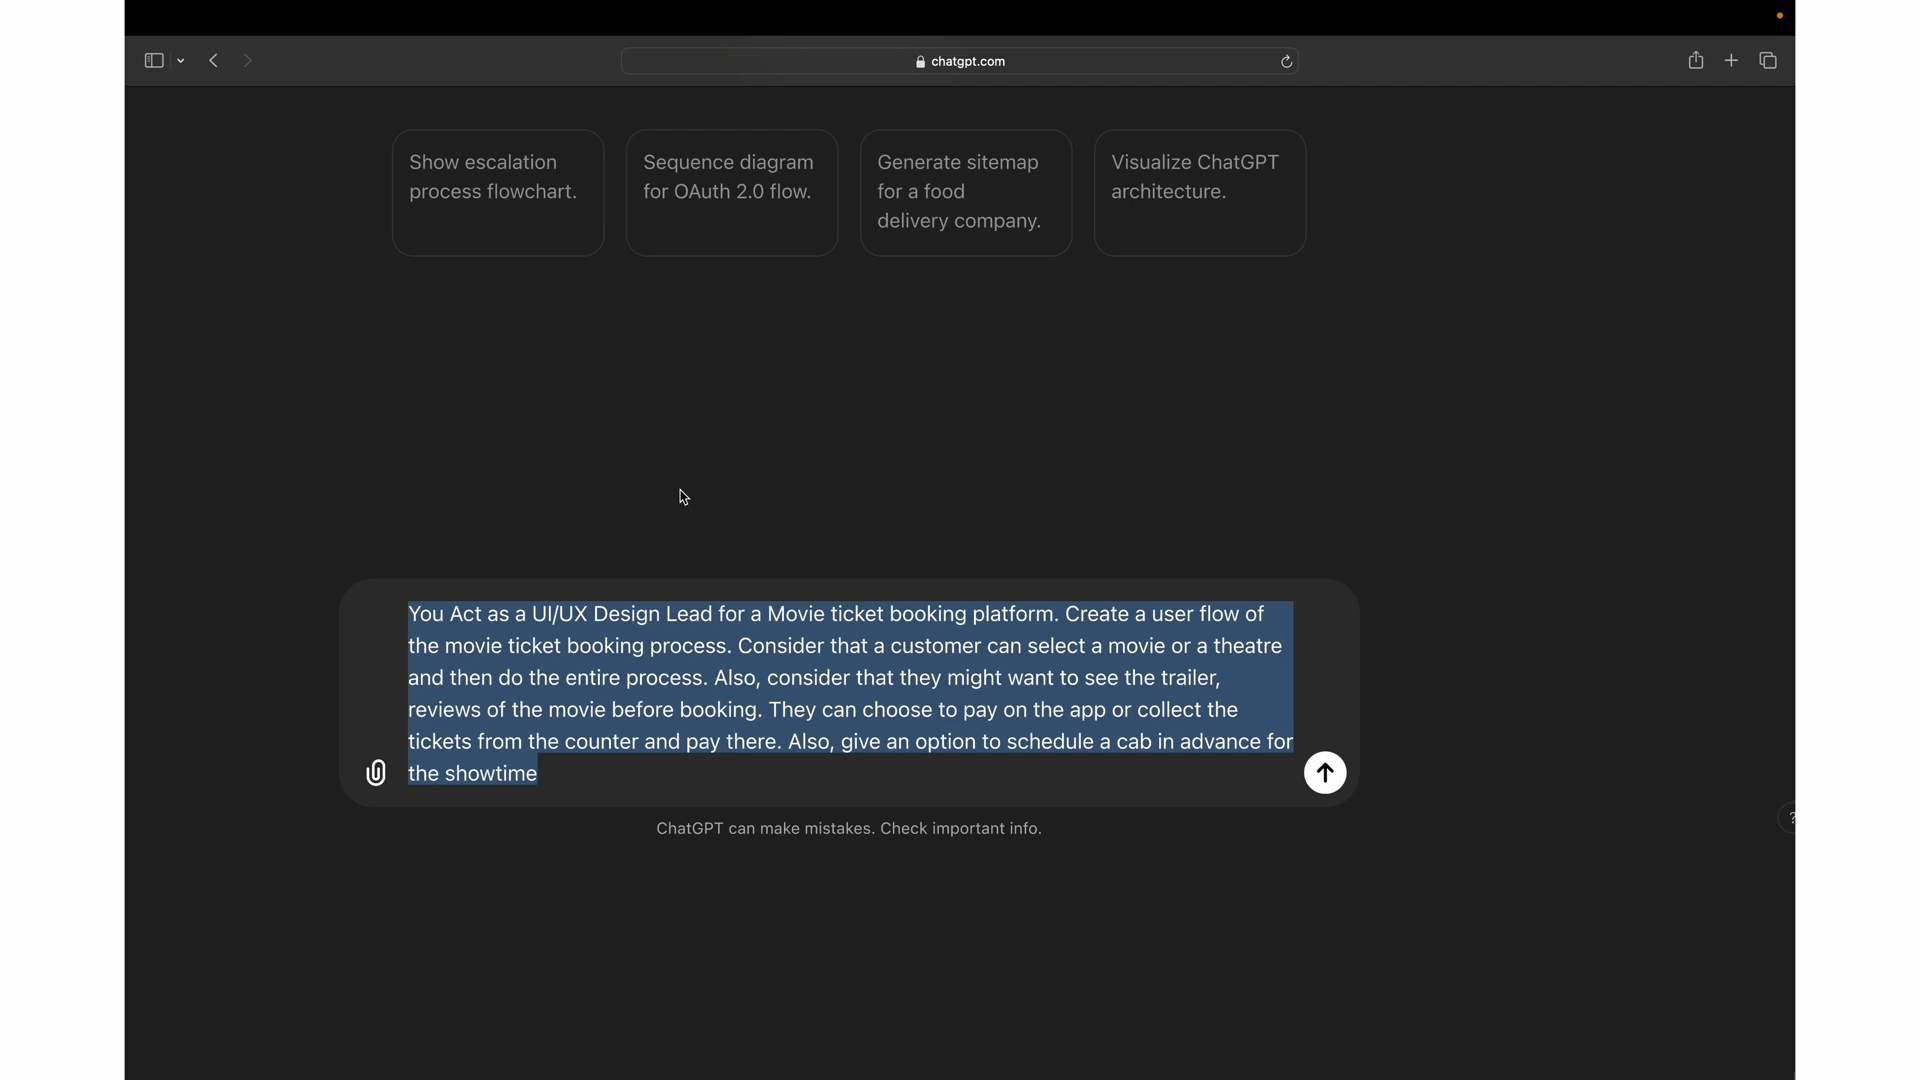 chatgpt.com
Show escalation
process flowchart.
Sequence diagram
for OAuth 2.0 flow.
Generate sitemap
for a food
delivery company.
Visualize ChatGPT
architecture.
You Act as a UI/UX Design Lead for a Movie ticket booking platform. Create a user flow of
the movie ticket booking process. Consider that a customer can select a movie or a theatre
and then do the entire process. Also, consider that they might want to see the trailer,
reviews of the movie before booking. They can choose to pay on the app or collect the
tickets from the counter and pay there. Also, give an option to schedule a cab in advance for
the showtime
ChatGPT can make mistakes. Check important info.
?